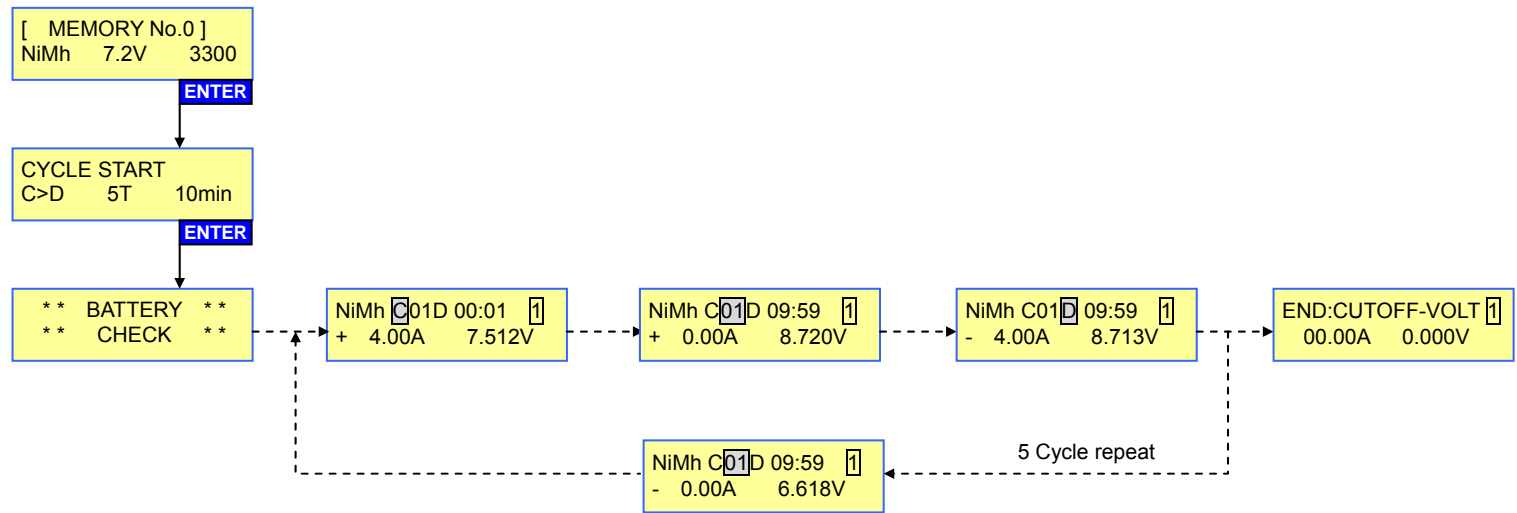 [ MEMORY No.0 ]
NiMh 7.2V 3300
ENTER
CYCLE START
C>D 5T 10min
ENTER
* * BATTERY * *
* * CHECK * *
NiMh C01D 00:01 1
+ 4.00A 7.512V
NiMh C01D 09:59 1
+ 0.00A 8.720V
NiMh C01D 09:59 1
- 4.00A 8.713V
END:CUTOFF-VOLT 1
00.00A 0.000V
5 Cycle repeat
NiMh C01D 09:59 1
- 0.00A 6.618V